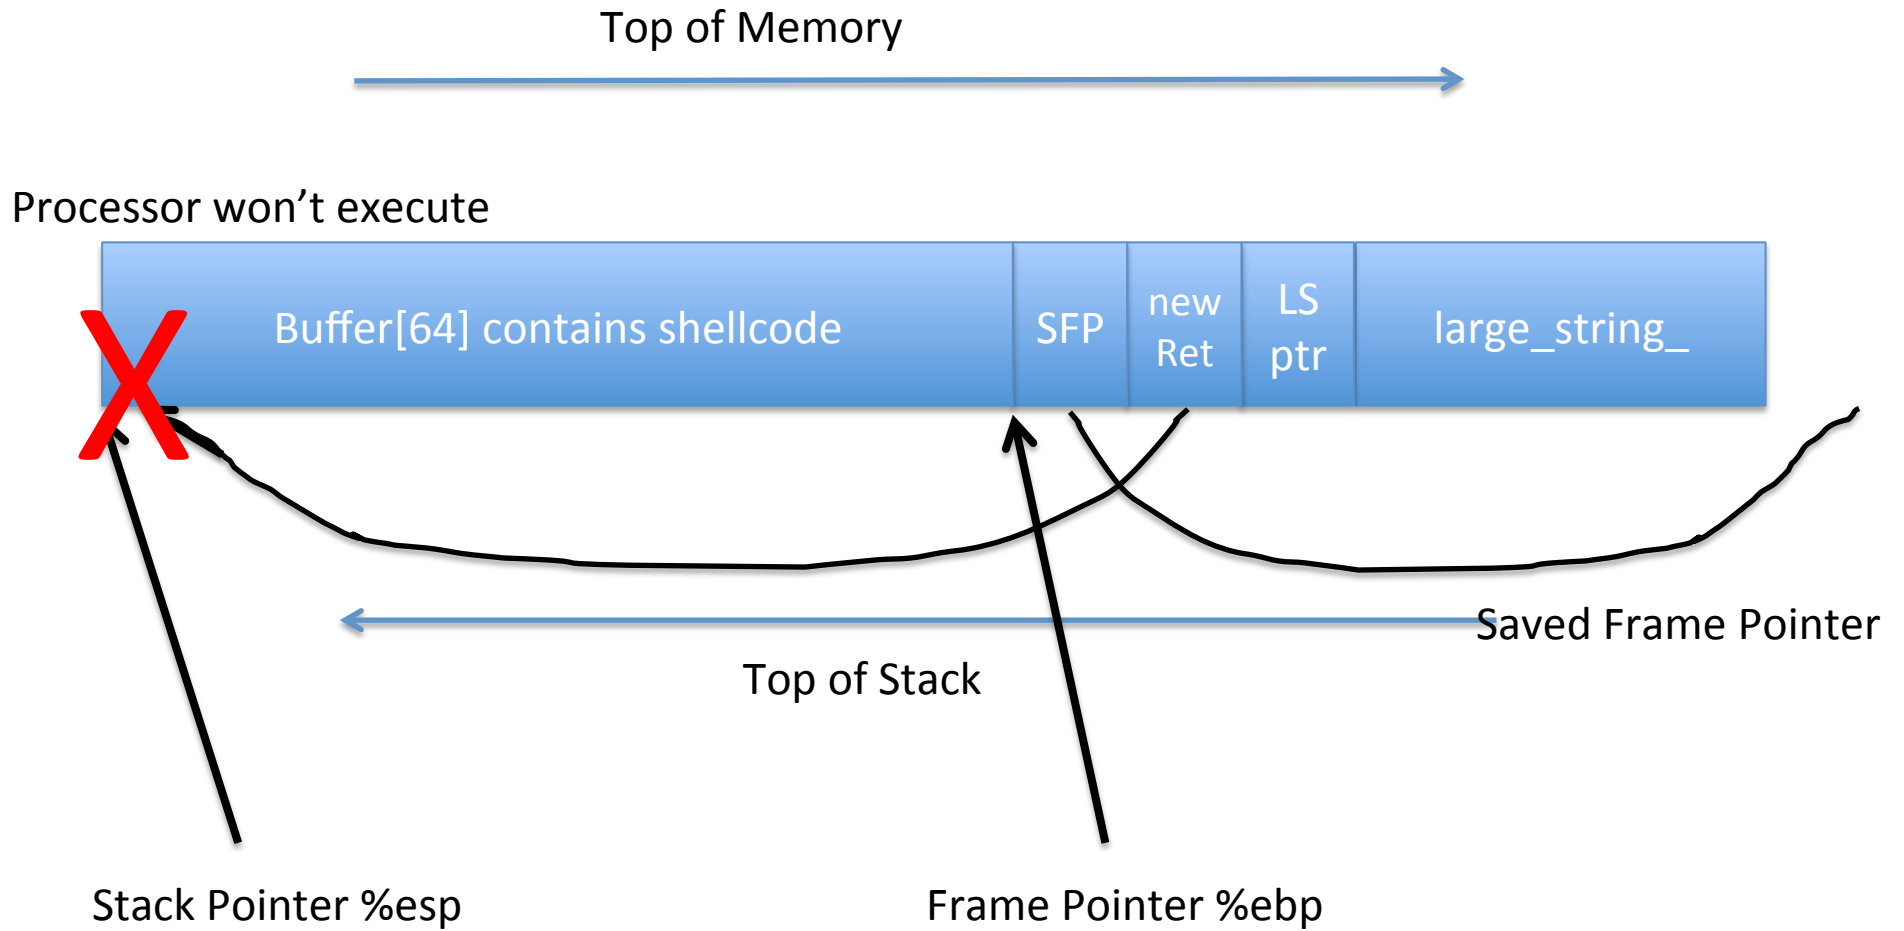 Top of Memory
Processor won’t execute
Buffer[64] contains shellcode
SFP
new
Ret
LS
ptr
large_string_
X
Saved Frame Pointer
Top of Stack
Stack Pointer %esp
Frame Pointer %ebp